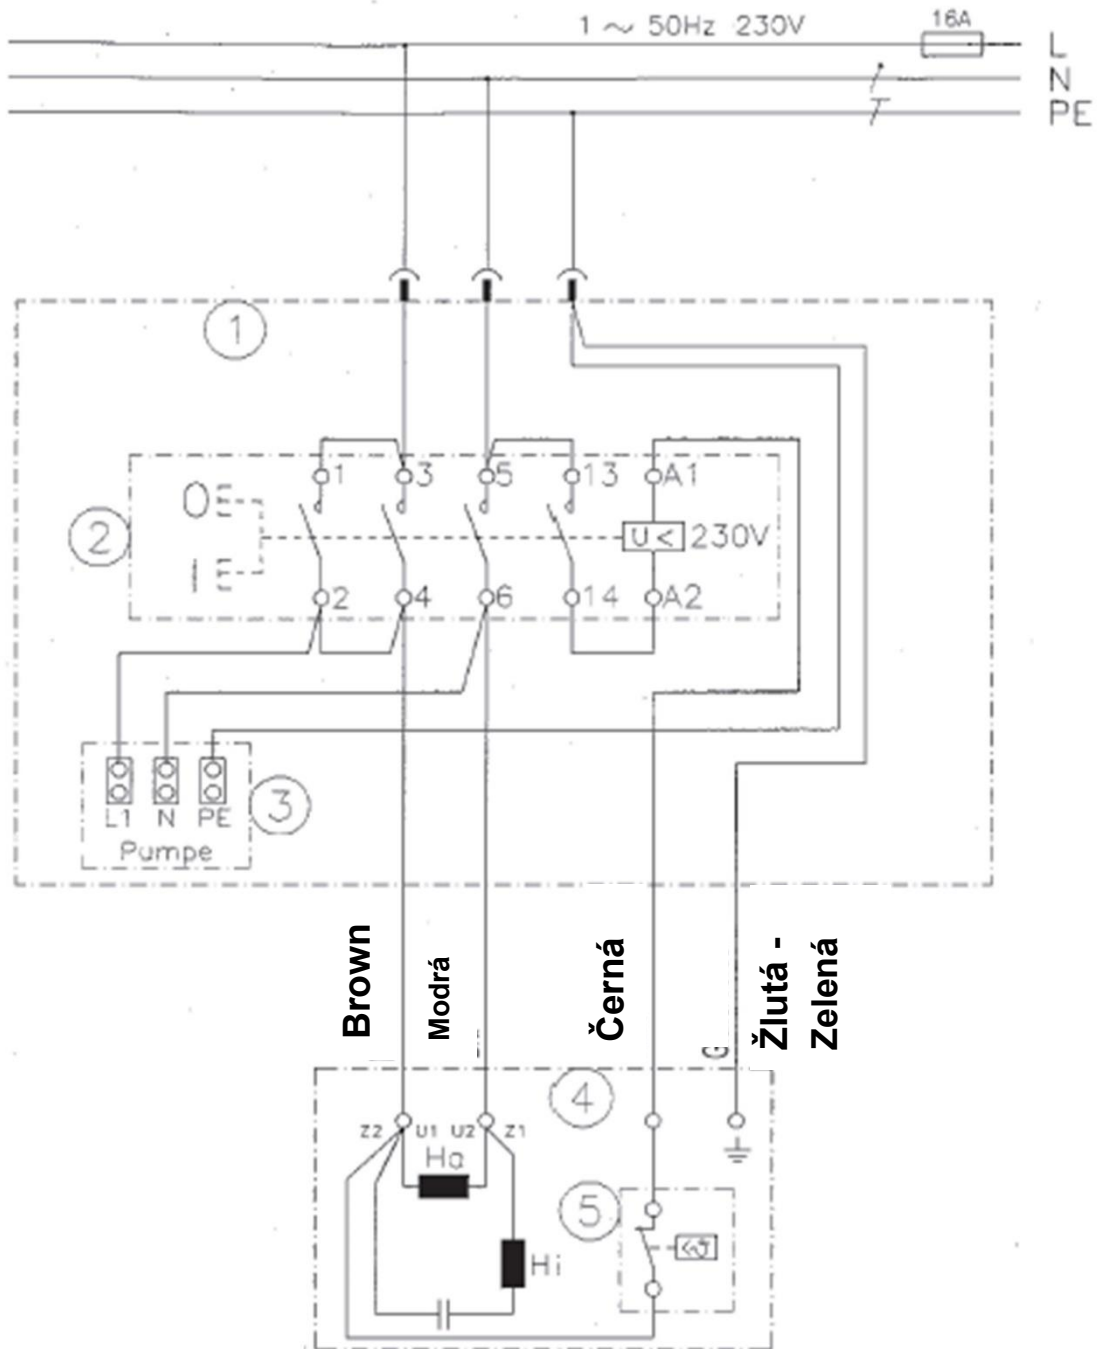 1 ~ 50Hz 230V
16A
L
N
PE
1
1 3 5 13 A1
0
2
U < 230V
I
2 4 6 14 A2
L1 N PE
3
Pumpe
Brown
Modrá
Černá
Žlutá -
Zelená
4
Z2 U1 U2 Z1
Ha
5
Hi